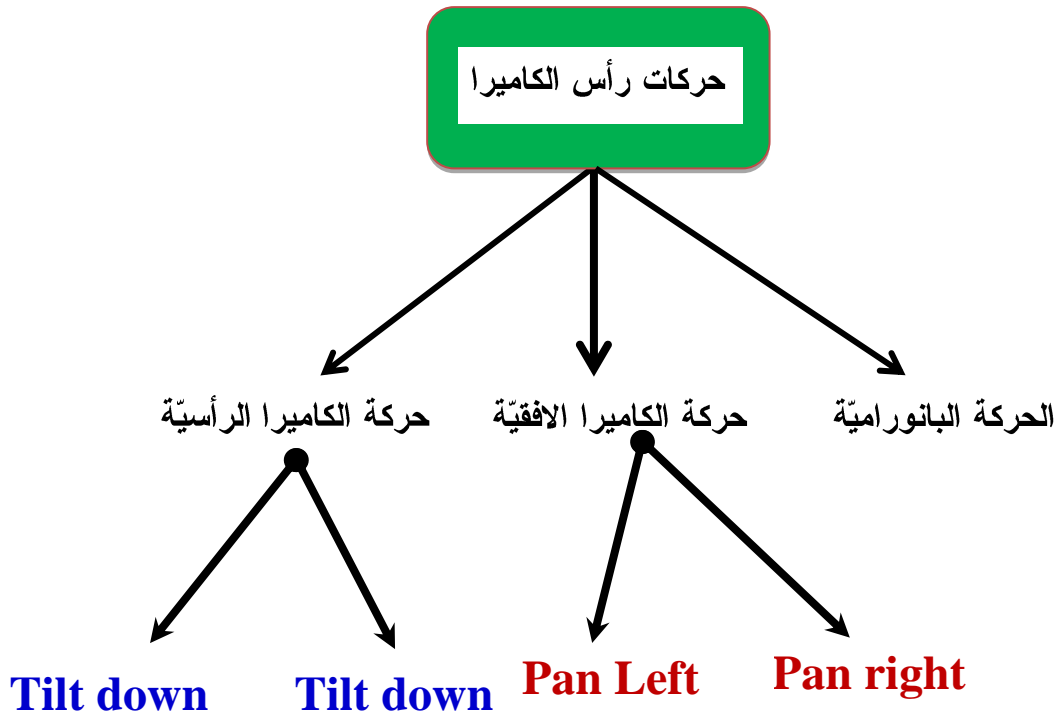 حركات رأس الكاميرا
الحركة البانوراميّة
حركة الكاميرا الافقيّة
حركة الكاميرا الرأسيّة
Pan right
Pan Left
Tilt down
Tilt down